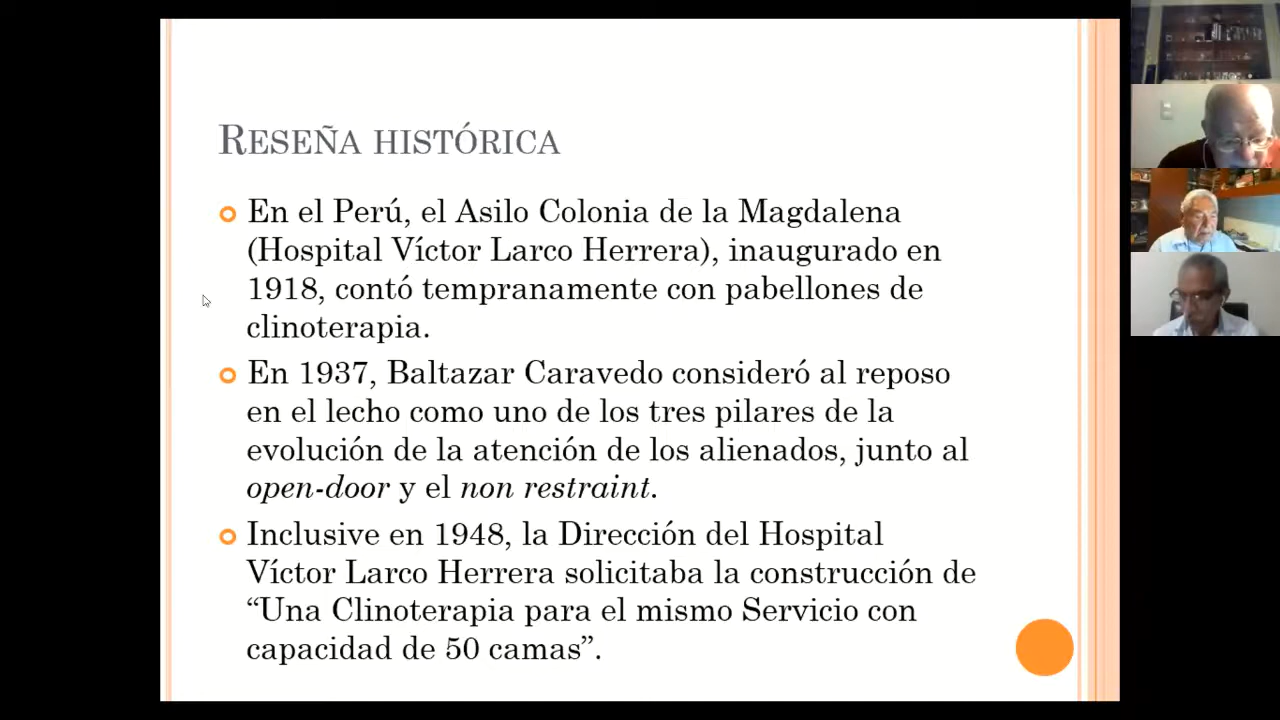 RESEÑA HISTÓRICA
En el Perú, el Asilo Colonia de la Magdalena
(Hospital Víctor Larco Herrera), inaugurado en
1918, contó tempranamente con pabellones de
clinoterapia.
En 1937, Baltazar Caravedo consideró al reposo
en el lecho como uno de los tres pilares de la
evolución de la atención de los alienados, junto al
open-door y el non restraint.
Inclusive en 1948, la Dirección del Hospital
Víctor Larco Herrera solicitaba la construcción de
“Una Clinoterapia para el mismo Servicio con
capacidad de 50 camas”.